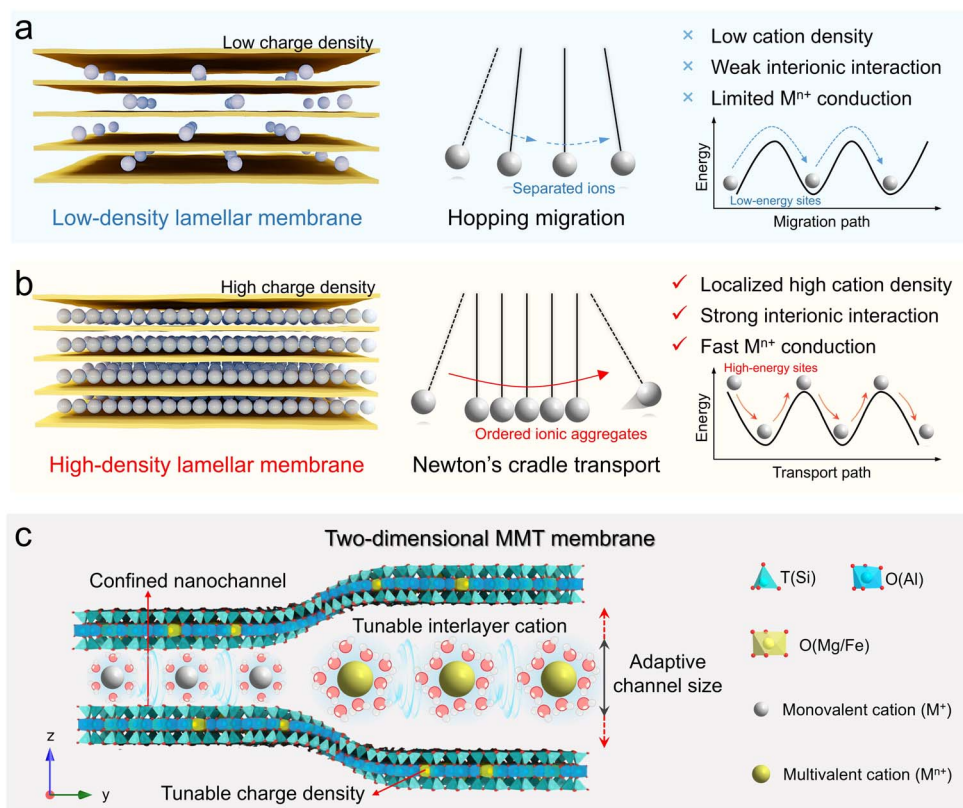 a
Low charge density
Low-density lamellar membrane
Separated ions
Hopping migration
× Low cation density
× Weak interionic interaction
× Limited Mⁿ⁺ conduction
Energy
Low-energy sites
Migration path
b
High charge density
High-density lamellar membrane
Ordered ionic aggregates
Newton's cradle transport
✓ Localized high cation density
✓ Strong interionic interaction
✓ Fast Mⁿ⁺ conduction
High-energy sites
Energy
Transport path
c
Two-dimensional MMT membrane
Confined nanochannel
Tunable interlayer cation
Adaptive
channel size
Tunable charge density
z
y
T(Si)
O(Al)
O(Mg/Fe)
Monovalent cation (M⁺)
Multivalent cation (Mⁿ⁺)